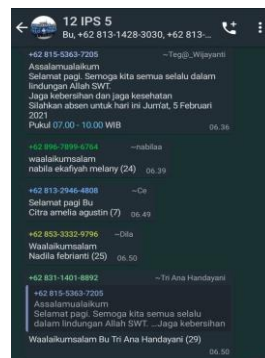 12 IPS 5
Bu, +62 813-1428-3030, +62 813-...
+62 815-5363-7205 ~Teg@_Wijayanti
Assalamualaikum
Selamat pagi. Semoga kita semua selalu dalam
lindungan Allah SWT.
Jaga kebersihan dan jaga kesehatan
Silahkan absen untuk hari ini Jum'at, 5 Februari
2021
Pukul 07.00 - 10.00 WIB 06.36
+62 896-7899-6764 ~nabilaa
waalaikumsalam
nabila ekafiyah melany (24) 06.39
+62 813-2946-4808 ~Ce
Selamat pagi Bu
Citra amelia agustin (7) 06.49
+62 853-3332-9796 ~Dila
Waalaikumsalam
Nadila febrianti (25) 06.50
+62 831-1401-8892 ~Tri Ana Handayani
+62 815-5363-7205
Assalamualaikum
Selamat pagi. Semoga kita semua selalu
dalam lindungan Allah SWT. ...Jaga kebersihan
Waalaikumsalam Bu Tri Ana Handayani (29)
06.50